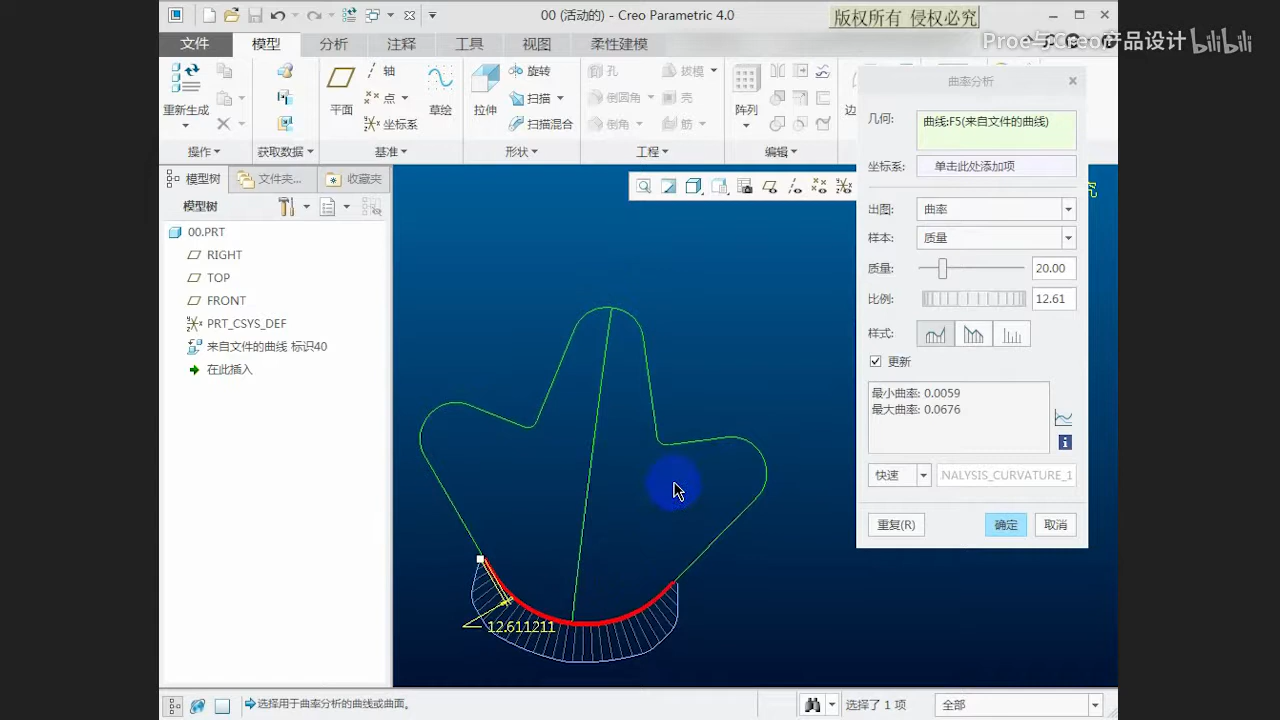 00 (活动的) - Creo Parametric 4.0
版权所有 侵权必究
Proe与Creo产品设计 bilibili
文件 模型 分析 注释 工具 视图 柔性建模
重新生成
平面
轴
点
坐标系
草绘
拉伸
旋转
扫描
扫描混合
孔
倒圆角
倒角
拔模
壳
筋
阵列
边
操作 获取数据 基准 形状 工程 编辑
模型树 文件夹... 收藏夹
模型树
00.PRT
RIGHT
TOP
FRONT
PRT_CSYS_DEF
来自文件的曲线 标识40
在此插入
12.611211
曲率分析
几何: 曲线:F5(来自文件的曲线)
坐标系: 单击此处添加项
出图: 曲率
样本: 质量
质量: 20.00
比例: 12.61
样式:
更新
最小曲率: 0.0059
最大曲率: 0.0676
快速 NALYSIS_CURVATURE_1
重复(R) 确定 取消
选择用于曲率分析的曲线或曲面。
选择了 1 项 全部